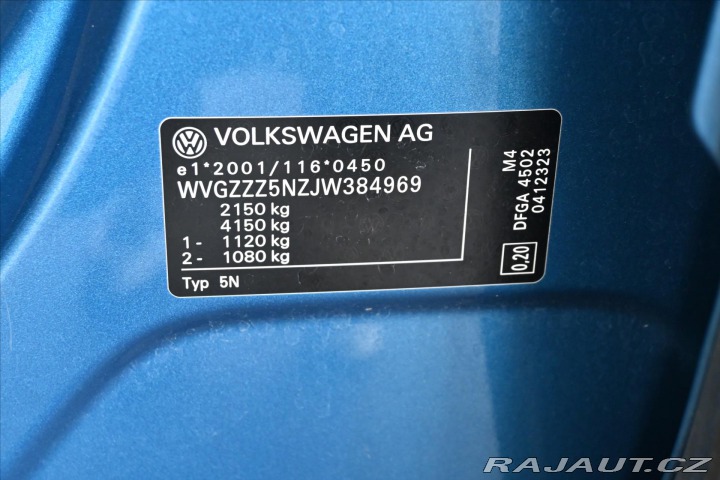 VOLKSWAGEN AG
e1*2001/116*0450
WVGZZZ5NZJW384969
2150 kg
4150 kg
1- 1120 kg
2- 1080 kg
Typ 5N
M4
DFGA 4502
0412323
0,20
RAJAUT.CZ